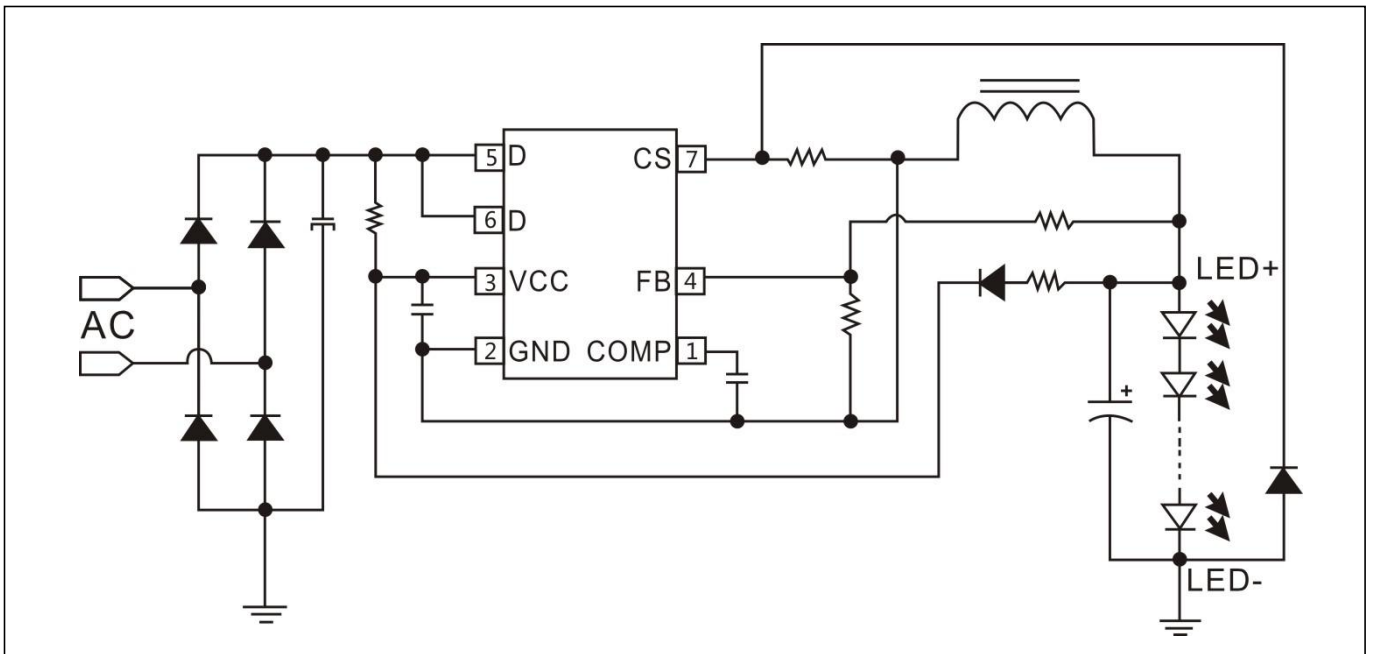 5 D CS 7
6 D
3 VCC FB 4
LED+
AC
2 GND COMP 1
+
LED-